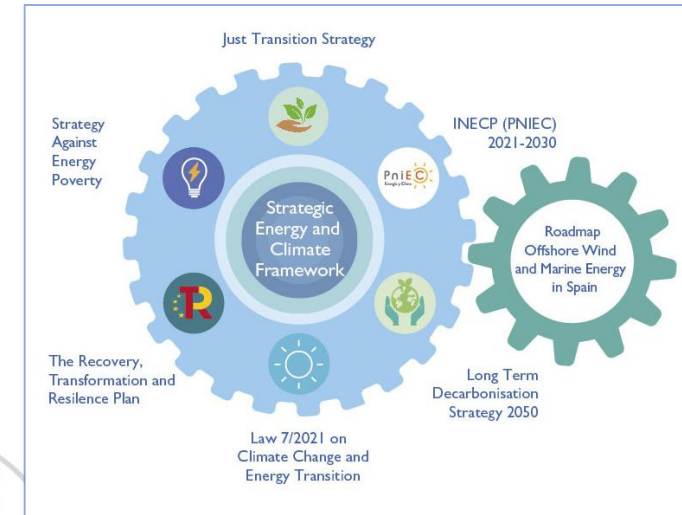 Just Transition Strategy
Strategy
Against
Energy
Poverty
INECP (PNIEC)
2021-2030
PniEC
Strategic
Energy and
Climate
Framework
Roadmap
Offshore Wind
and Marine Energy
in Spain
TR
The Recovery,
Transformation and
Resilence Plan
Long Term
Decarbonisation
Strategy 2050
Law 7/2021 on
Climate Change and
Energy Transition